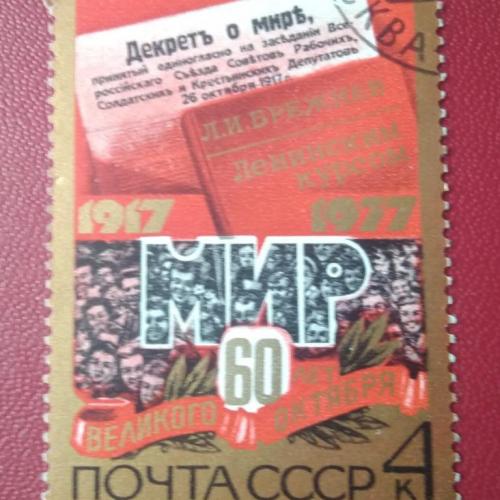 Декретъ о мирѣ,
принятый единогласно на засѣданіи Все-
россійскаго Съѣзда Совѣтовъ Рабочихъ,
Солдатскихъ и Крестьянскихъ Депутатовъ
26 октября 1917 г.
Л.И. БРЕЖНЕВ
Ленинским
курсом
1917 1977
МИР
60 ЛЕТ
ВЕЛИКОГО ОКТЯБРЯ
ПОЧТА СССР 4 К